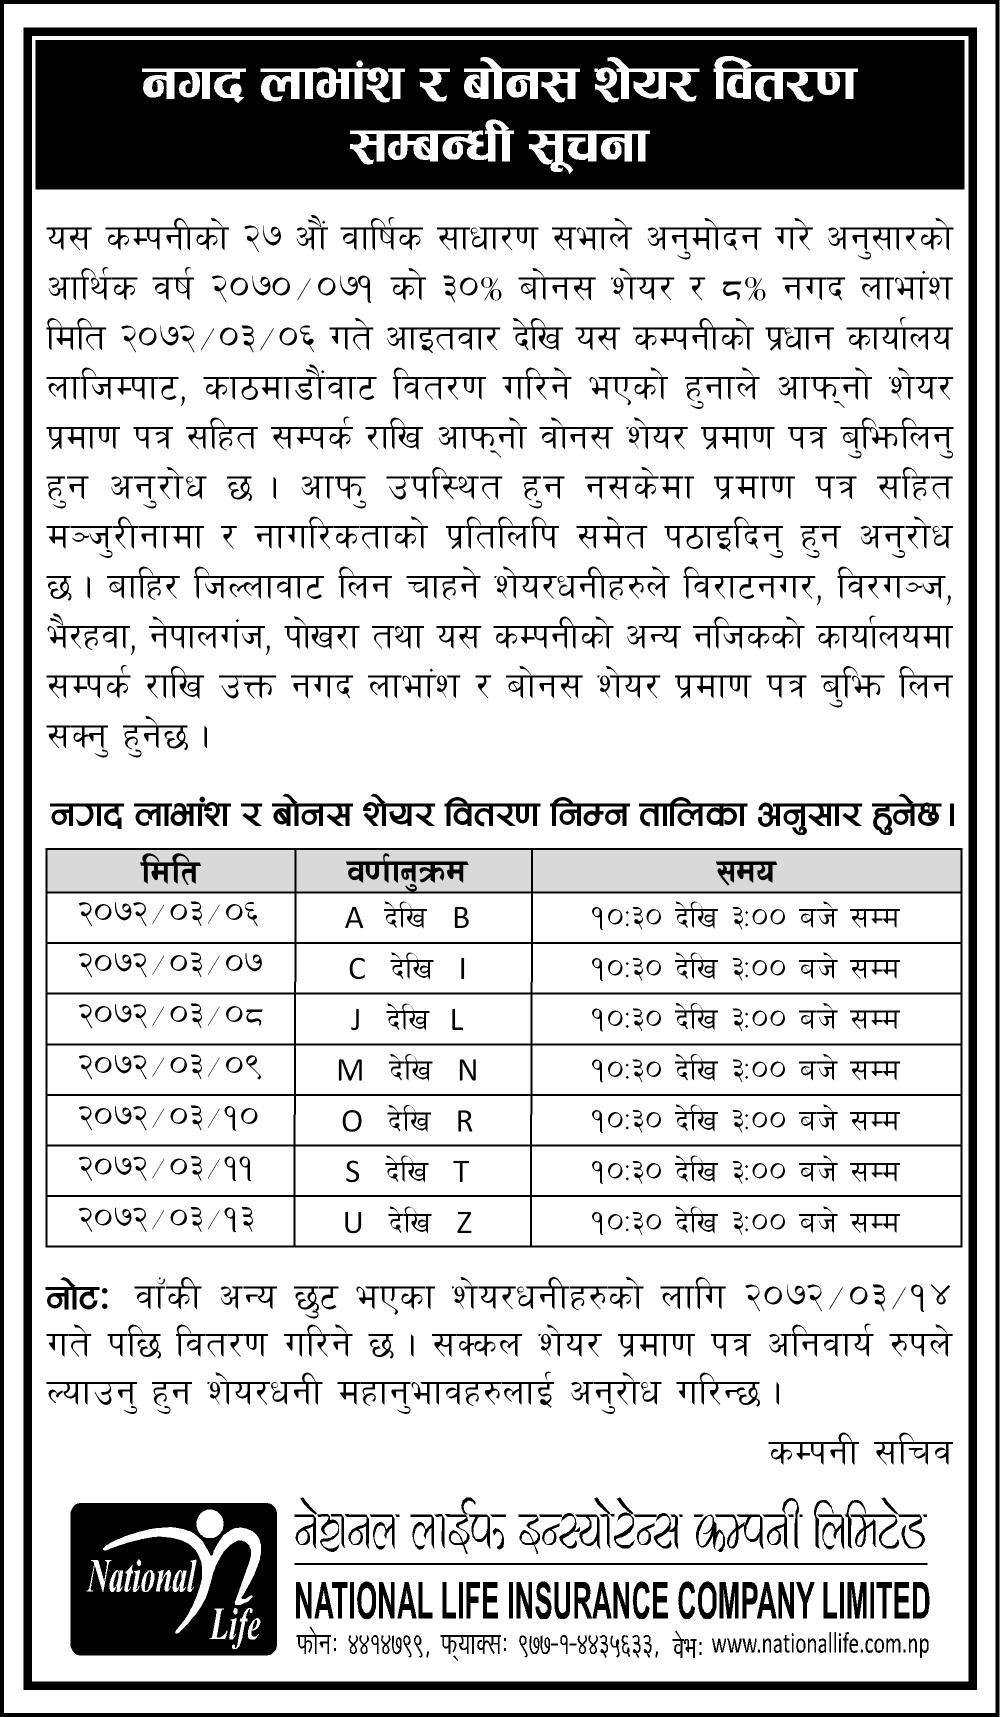 नगद लाभांश र बोनस शेयर वितरण
सम्बन्धी सूचना
यस कम्पनीको २७ औं वार्षिक साधारण सभाले अनुमोदन गरे अनुसारको
आर्थिक वर्ष २०७०/०७१ को ३०% बोनस शेयर र ८% नगद लाभांश
मिति २०७२/०३/०६ गते आइतवार देखि यस कम्पनीको प्रधान कार्यालय
लाजिम्पाट, काठमाडौंवाट वितरण गरिने भएको हुनाले आफ्‌नो शेयर
प्रमाण पत्र सहित सम्पर्क राखि आफ्‌नो वोनस शेयर प्रमाण पत्र बुझिलिनु
हुन अनुरोध छ । आफु उपस्थित हुन नसकेमा प्रमाण पत्र सहित
मञ्जुरीनामा र नागरिकताको प्रतिलिपि समेत पठाइदिनु हुन अनुरोध
छ । बाहिर जिल्लावाट लिन चाहने शेयरधनीहरुले विराटनगर, विरगञ्ज,
भैरहवा, नेपालगंज, पोखरा तथा यस कम्पनीको अन्य नजिकको कार्यालयमा
सम्पर्क राखि उक्त नगद लाभांश र बोनस शेयर प्रमाण पत्र बुझि लिन
सक्नु हुनेछ ।
नगद लाभांश र बोनस शेयर वितरण निम्न तालिका अनुसार हुनेछ ।
मिति वर्णानुक्रम समय
२०७२/०३/०६ A देखि B १०:३० देखि ३:०० बजे सम्म
२०७२/०३/०७ C देखि I १०:३० देखि ३:०० बजे सम्म
२०७२/०३/०८ J देखि L १०:३० देखि ३:०० बजे सम्म
२०७२/०३/०९ M देखि N १०:३० देखि ३:०० बजे सम्म
२०७२/०३/१० O देखि R १०:३० देखि ३:०० बजे सम्म
२०७२/०३/११ S देखि T १०:३० देखि ३:०० बजे सम्म
२०७२/०३/१३ U देखि Z १०:३० देखि ३:०० बजे सम्म
नोट: वाँकी अन्य छुट भएका शेयरधनीहरुको लागि २०७२/०३/१४
गते पछि वितरण गरिने छ । सक्कल शेयर प्रमाण पत्र अनिवार्य रुपले
ल्याउनु हुन शेयरधनी महानुभावहरुलाई अनुरोध गरिन्छ ।
कम्पनी सचिव
National
Life
नेशनल लाईफ इन्स्योरेन्स कम्पनी लिमिटेड
NATIONAL LIFE INSURANCE COMPANY LIMITED
फोन: ४४१४७९९, फ्याक्स: ९७७-१-४४३५६३३, वेभ: www.nationallife.com.np